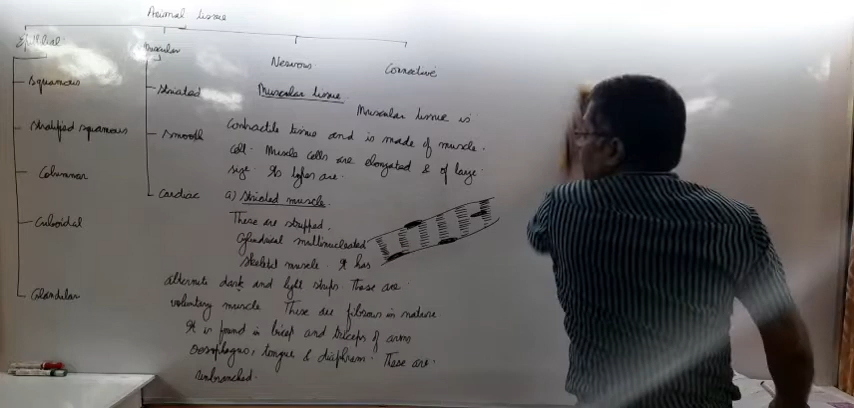 Animal tissue
Epithelial
Squamous
Stratified squamous
Columnar
Cuboidal
Glandular
Muscular
Striated
Smooth
Cardiac
Nervous
Connective
Muscular tissue
Muscular tissue is
Contractile tissue and is made of muscle.
Cell. Muscle cells are elongated & of large
size. Its types are.
a) Striated muscle
These are stripped.
Cylindrical multinucleated
Skeletal muscle. It has
alternate dark and light strips These are
voluntary muscle These are fibrous in nature
It is found in bicep and triceps of arms
oesophagus, tongue & diaphram. These are.
unbranched.